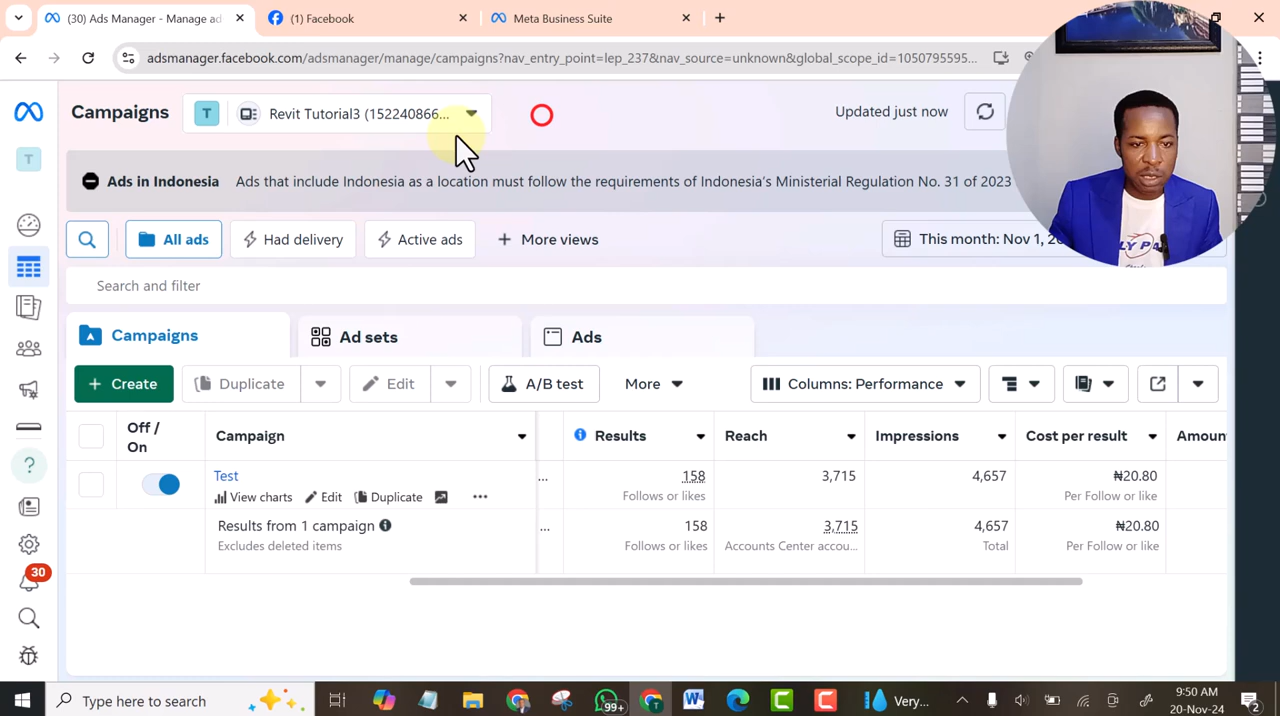 (30) Ads Manager - Manage ad
(1) Facebook
Meta Business Suite
adsmanager.facebook.com/adsmanager/manage/campaigns?nav_entry_point=lep_237&nav_source=unknown&global_scope_id=1050795595...
Campaigns
T
Revit Tutorial3 (152240866...
Updated just now
T
Ads in Indonesia
Ads that include Indonesia as a location must follow the requirements of Indonesia's Ministerial Regulation No. 31 of 2023
All ads
Had delivery
Active ads
More views
This month: Nov 1, 20
Search and filter
Campaigns
Ad sets
Ads
Create
Duplicate
Edit
A/B test
More
Columns: Performance
Off / On
Campaign
Results
Reach
Impressions
Cost per result
Amoun
Test
158
3,715
4,657
₦20.80
View charts
Edit
Duplicate
...
Follows or likes
Per Follow or like
Results from 1 campaign
...
158
3,715
4,657
₦20.80
Excludes deleted items
Follows or likes
Accounts Center accou...
Total
Per Follow or like
30
Type here to search
99+
Very...
9:50 AM
20-Nov-24
2